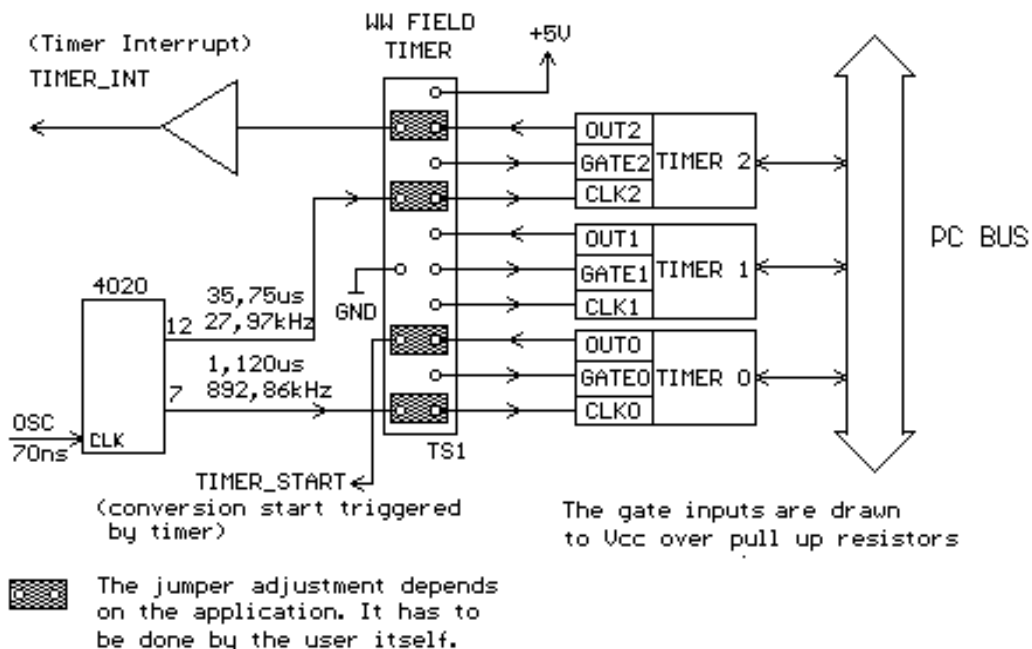 WW FIELD
TIMER
+5V
(Timer Interrupt)
TIMER_INT
OUT2
GATE2
CLK2
TIMER 2
OUT1
GATE1
CLK1
TIMER 1
OUT0
GATE0
CLK0
TIMER 0
PC BUS
GND
4020
12
35,75us
27,97kHz
7
1,120us
892,86kHz
OSC
70ns
CLK
TS1
TIMER_START
(conversion start triggered
by timer)
The gate inputs are drawn
to Vcc over pull up resistors
The jumper adjustment depends
on the application. It has to
be done by the user itself.